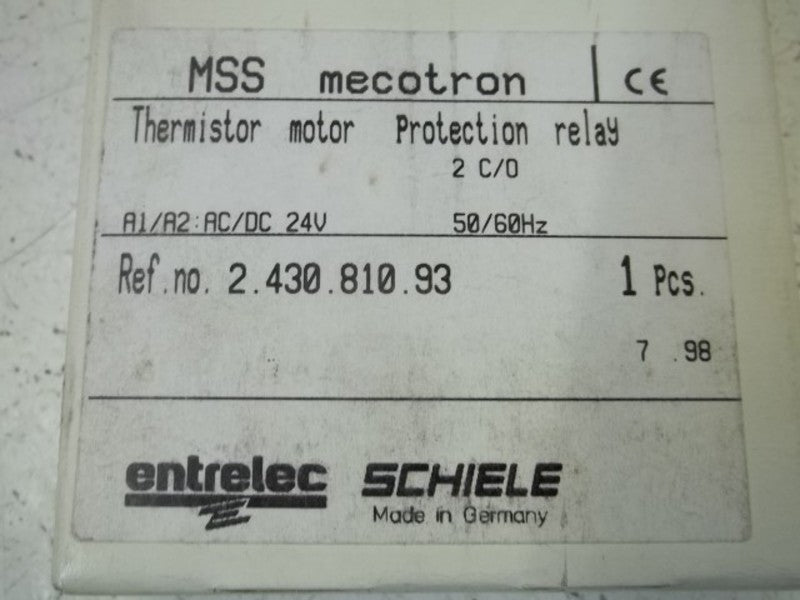 MSS mecotron | CE
Thermistor motor Protection relay
2 C/O
A1/A2:AC/DC 24V 50/60Hz
Ref.no. 2.430.810.93 1 Pcs.
7 .98
entrelec SCHIELE
Made in Germany